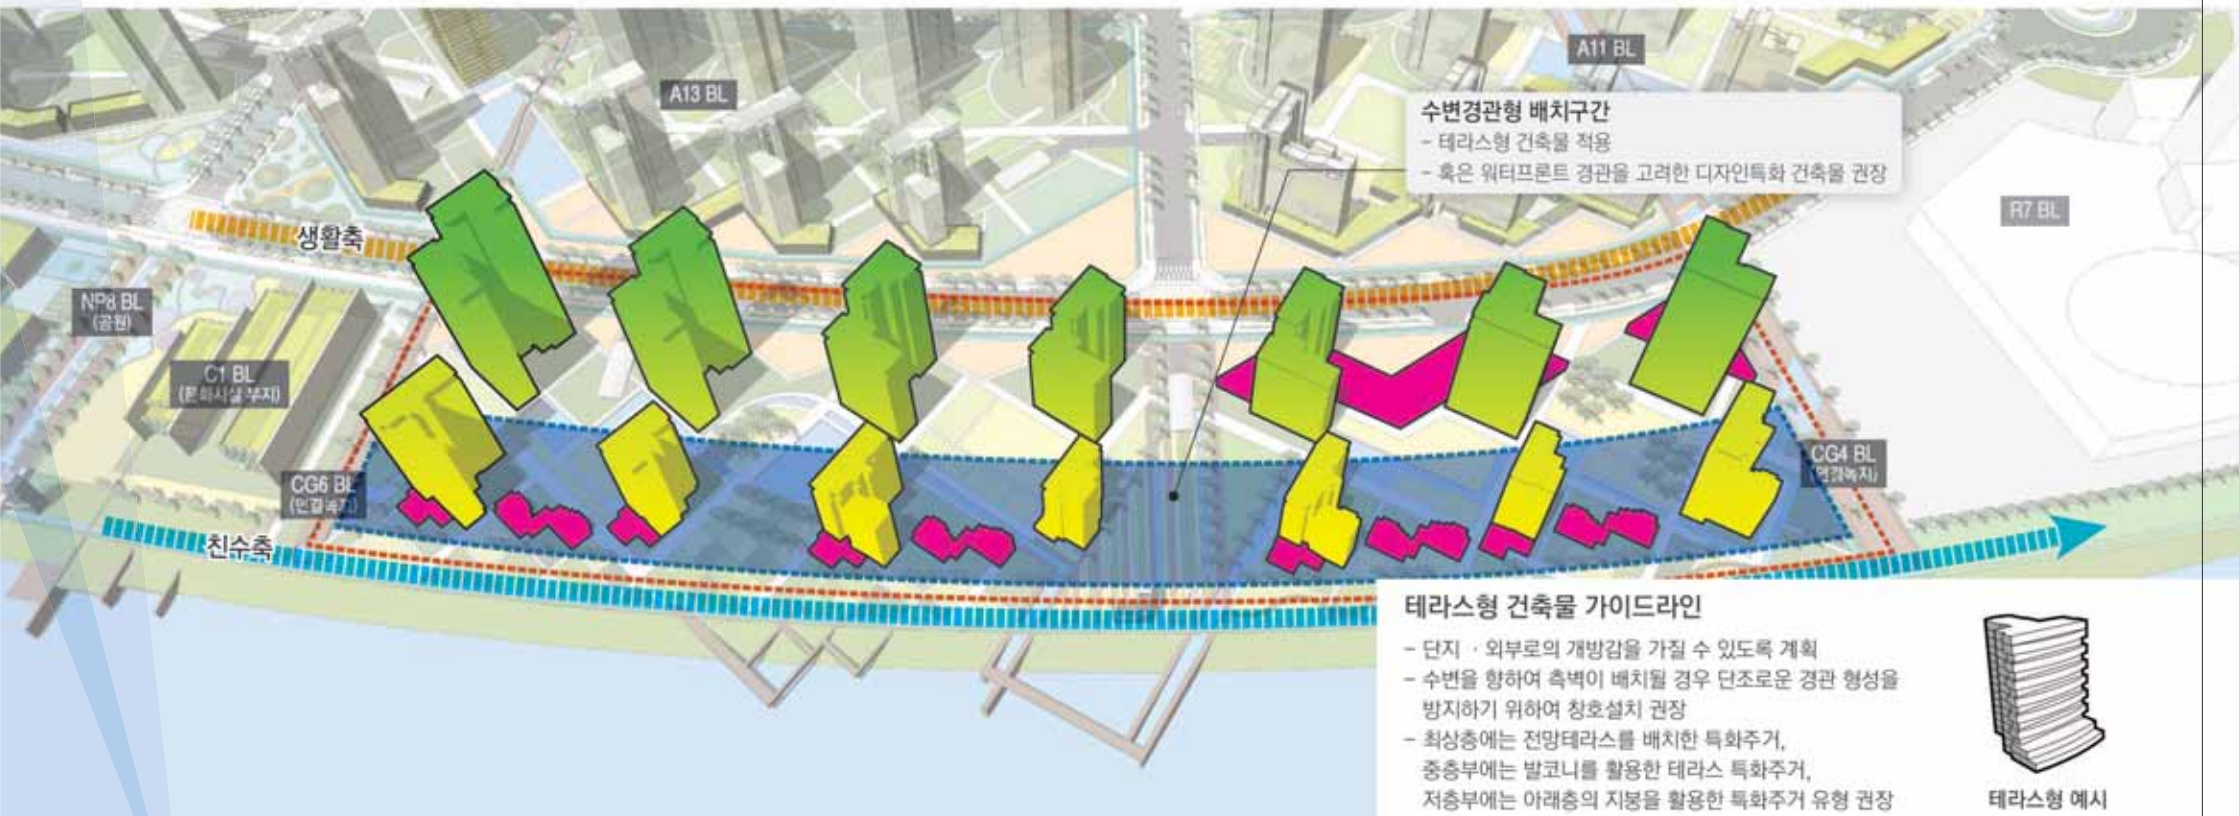 A11 BL
A13 BL
수변경관형 배치구간
- 테라스형 건축물 적용
- 혹은 워터프론트 경관을 고려한 디자인특화 건축물 권장
R7 BL
생활축
NP8 BL
(공원)
C1 BL
(문화시설 부지)
CG4 BL
(연결녹지)
CG6 BL
(연결녹지)
친수축
테라스형 건축물 가이드라인
- 단지 · 외부로의 개방감을 가질 수 있도록 계획
- 수변을 향하여 측벽이 배치될 경우 단조로운 경관 형성을
방지하기 위하여 창호설치 권장
- 최상층에는 전망테라스를 배치한 특화주거,
중층부에는 발코니를 활용한 테라스 특화주거,
저층부에는 아래층의 지붕을 활용한 특화주거 유형 권장
테라스형 예시